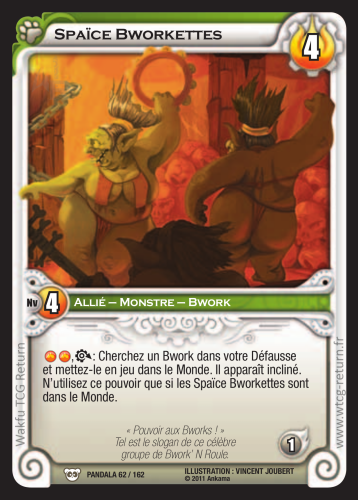 Spaïce Bworkettes
4
Nv 4 Allié – Monstre – Bwork
: Cherchez un Bwork dans votre Défausse
et mettez-le en jeu dans le Monde. Il apparaît incliné.
N'utilisez ce pouvoir que si les Spaïce Bworkettes sont
dans le Monde.
« Pouvoir aux Bworks ! »
Tel est le slogan de ce célèbre
groupe de Bwork' N Roule.
1
PANDALA 62 / 162
ILLUSTRATION : VINCENT JOUBERT
© 2011 Ankama
Wakfu TCG Return
www.wtcg-return.fr